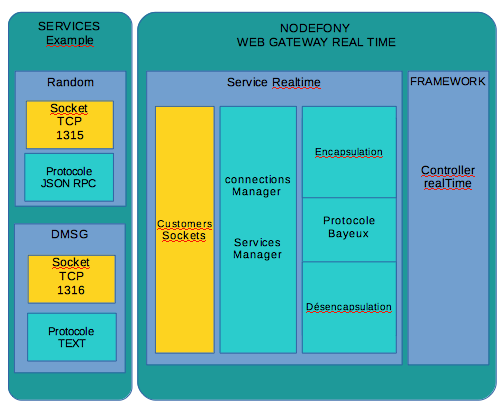 SERVICES
Example
Random
Socket
TCP
1315
Protocole
JSON RPC
DMSG
Socket
TCP
1316
Protocole
TEXT
NODEFONY
WEB GATEWAY REAL TIME
Service Realtime
Customers
Sockets
connections
Manager
Services
Manager
Encapsulation
Protocole
Bayeux
Désencapsulation
FRAMEWORK
Controller
realTime